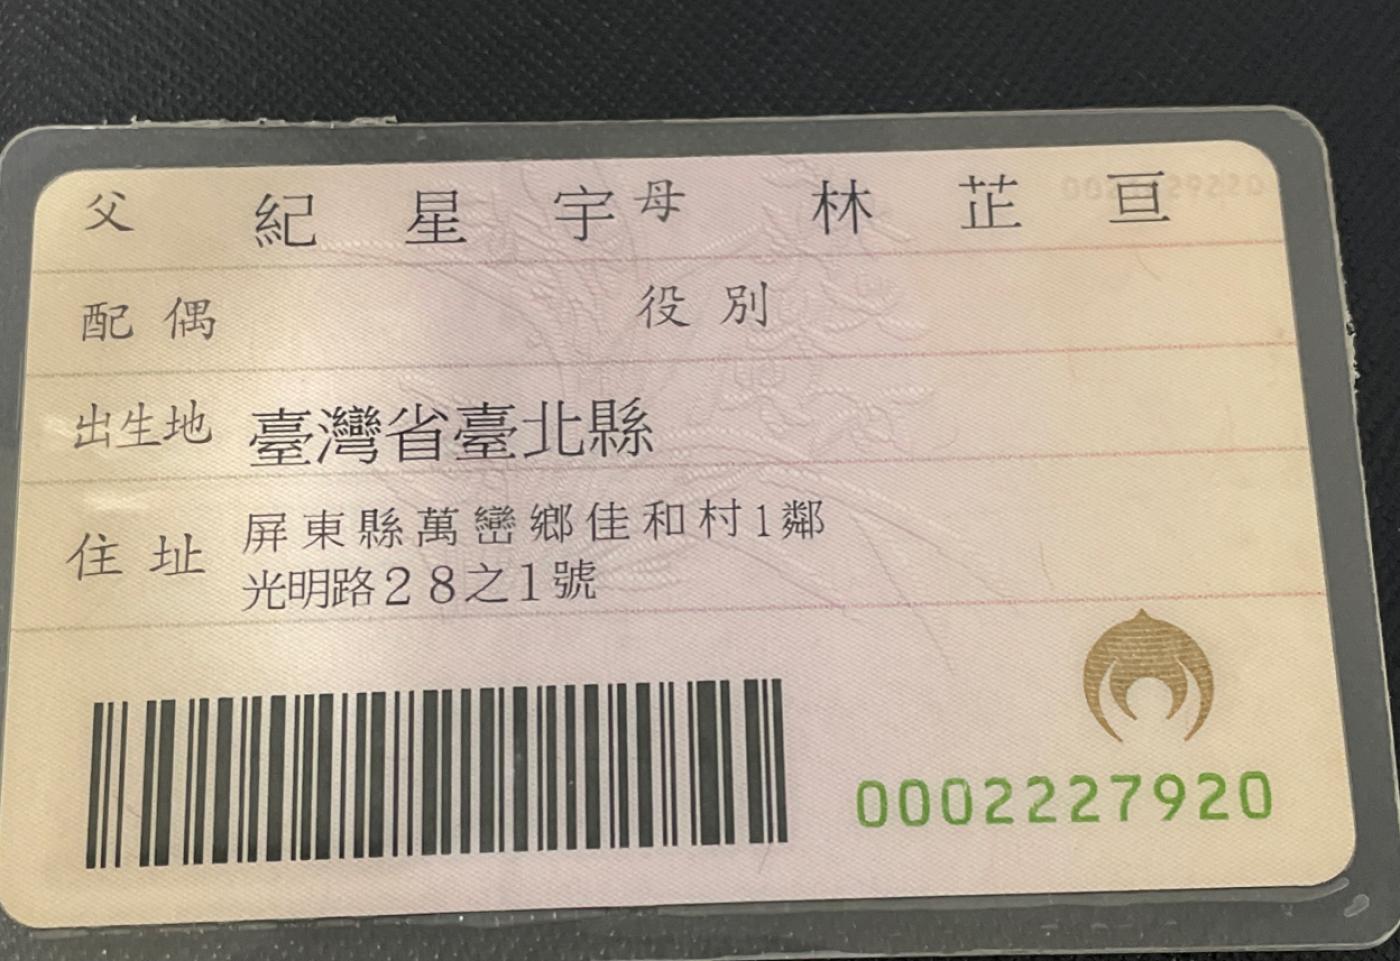 父 紀星宇 母 林芷亘
配偶 役別
出生地 臺灣省臺北縣
住址 屏東縣萬巒鄉佳和村1鄰
光明路28之1號
0002227920